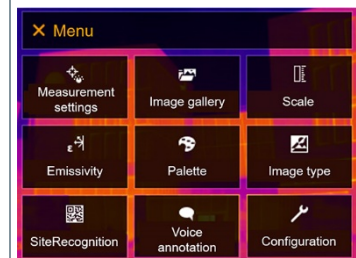 Menu
Measurement
settings
Image gallery
Scale
Emissivity
Palette
Image type
SiteRecognition
Voice
annotation
Configuration